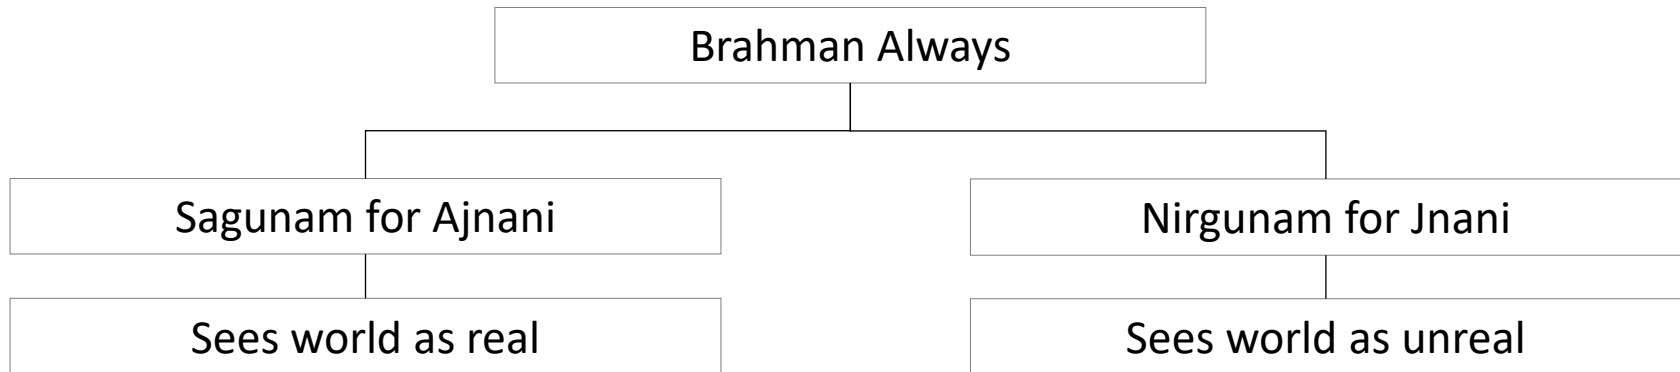 Brahman Always
Sagunam for Ajnani
Nirgunam for Jnani
Sees world as real
Sees world as unreal